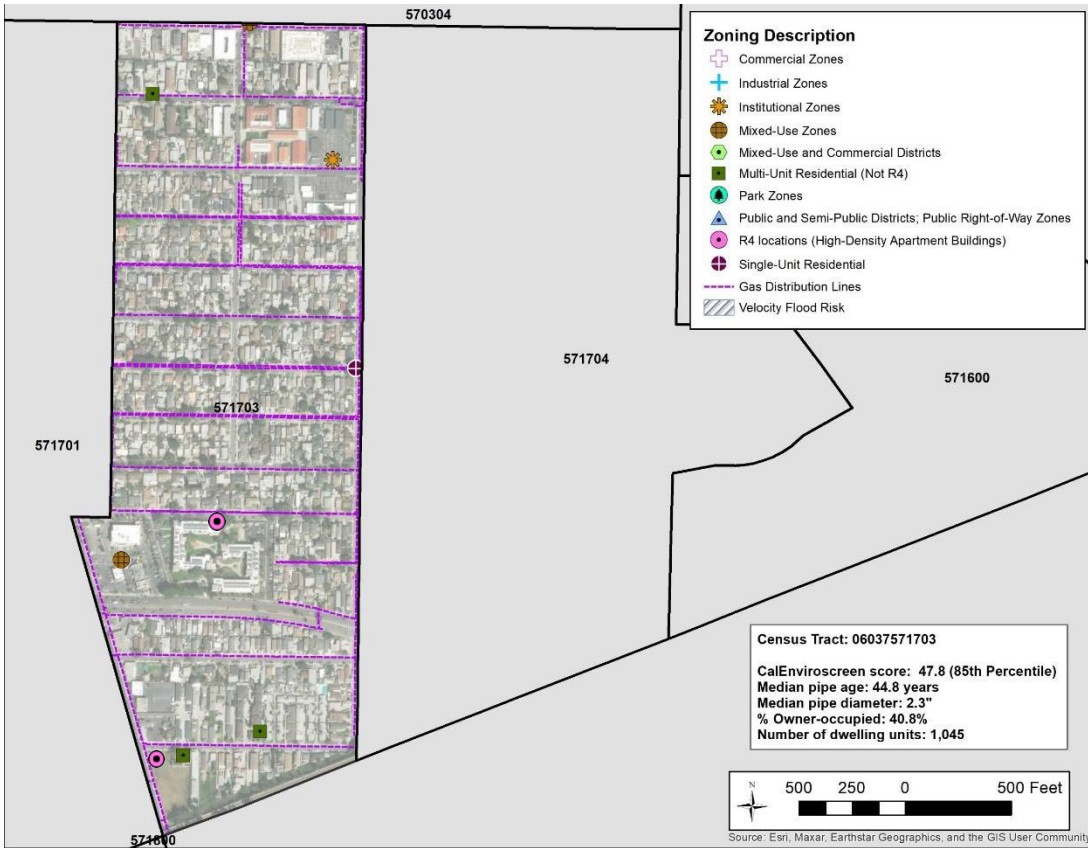 570304
Zoning Description
Commercial Zones
Industrial Zones
Institutional Zones
Mixed-Use Zones
Mixed-Use and Commercial Districts
Multi-Unit Residential (Not R4)
Park Zones
Public and Semi-Public Districts; Public Right-of-Way Zones
R4 locations (High-Density Apartment Buildings)
Single-Unit Residential
Gas Distribution Lines
Velocity Flood Risk
571704
571600
571703
571701
Census Tract: 06037571703
CalEnviroscreen score: 47.8 (85th Percentile)
Median pipe age: 44.8 years
Median pipe diameter: 2.3"
% Owner-occupied: 40.8%
Number of dwelling units: 1,045
N
500 250 0 500 Feet
Source: Esri, Maxar, Earthstar Geographics, and the GIS User Community
571800